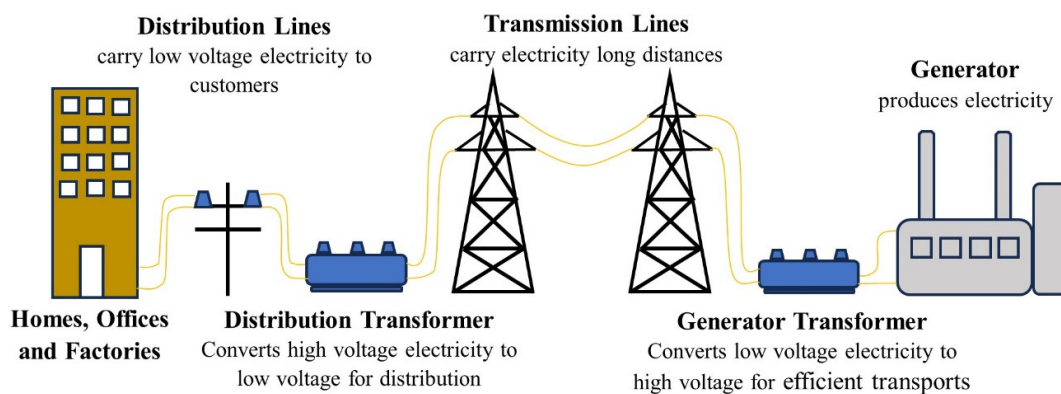 Distribution Lines
carry low voltage electricity to
customers
Transmission Lines
carry electricity long distances
Generator
produces electricity
Homes, Offices
and Factories
Distribution Transformer
Converts high voltage electricity to
low voltage for distribution
Generator Transformer
Converts low voltage electricity to
high voltage for efficient transports